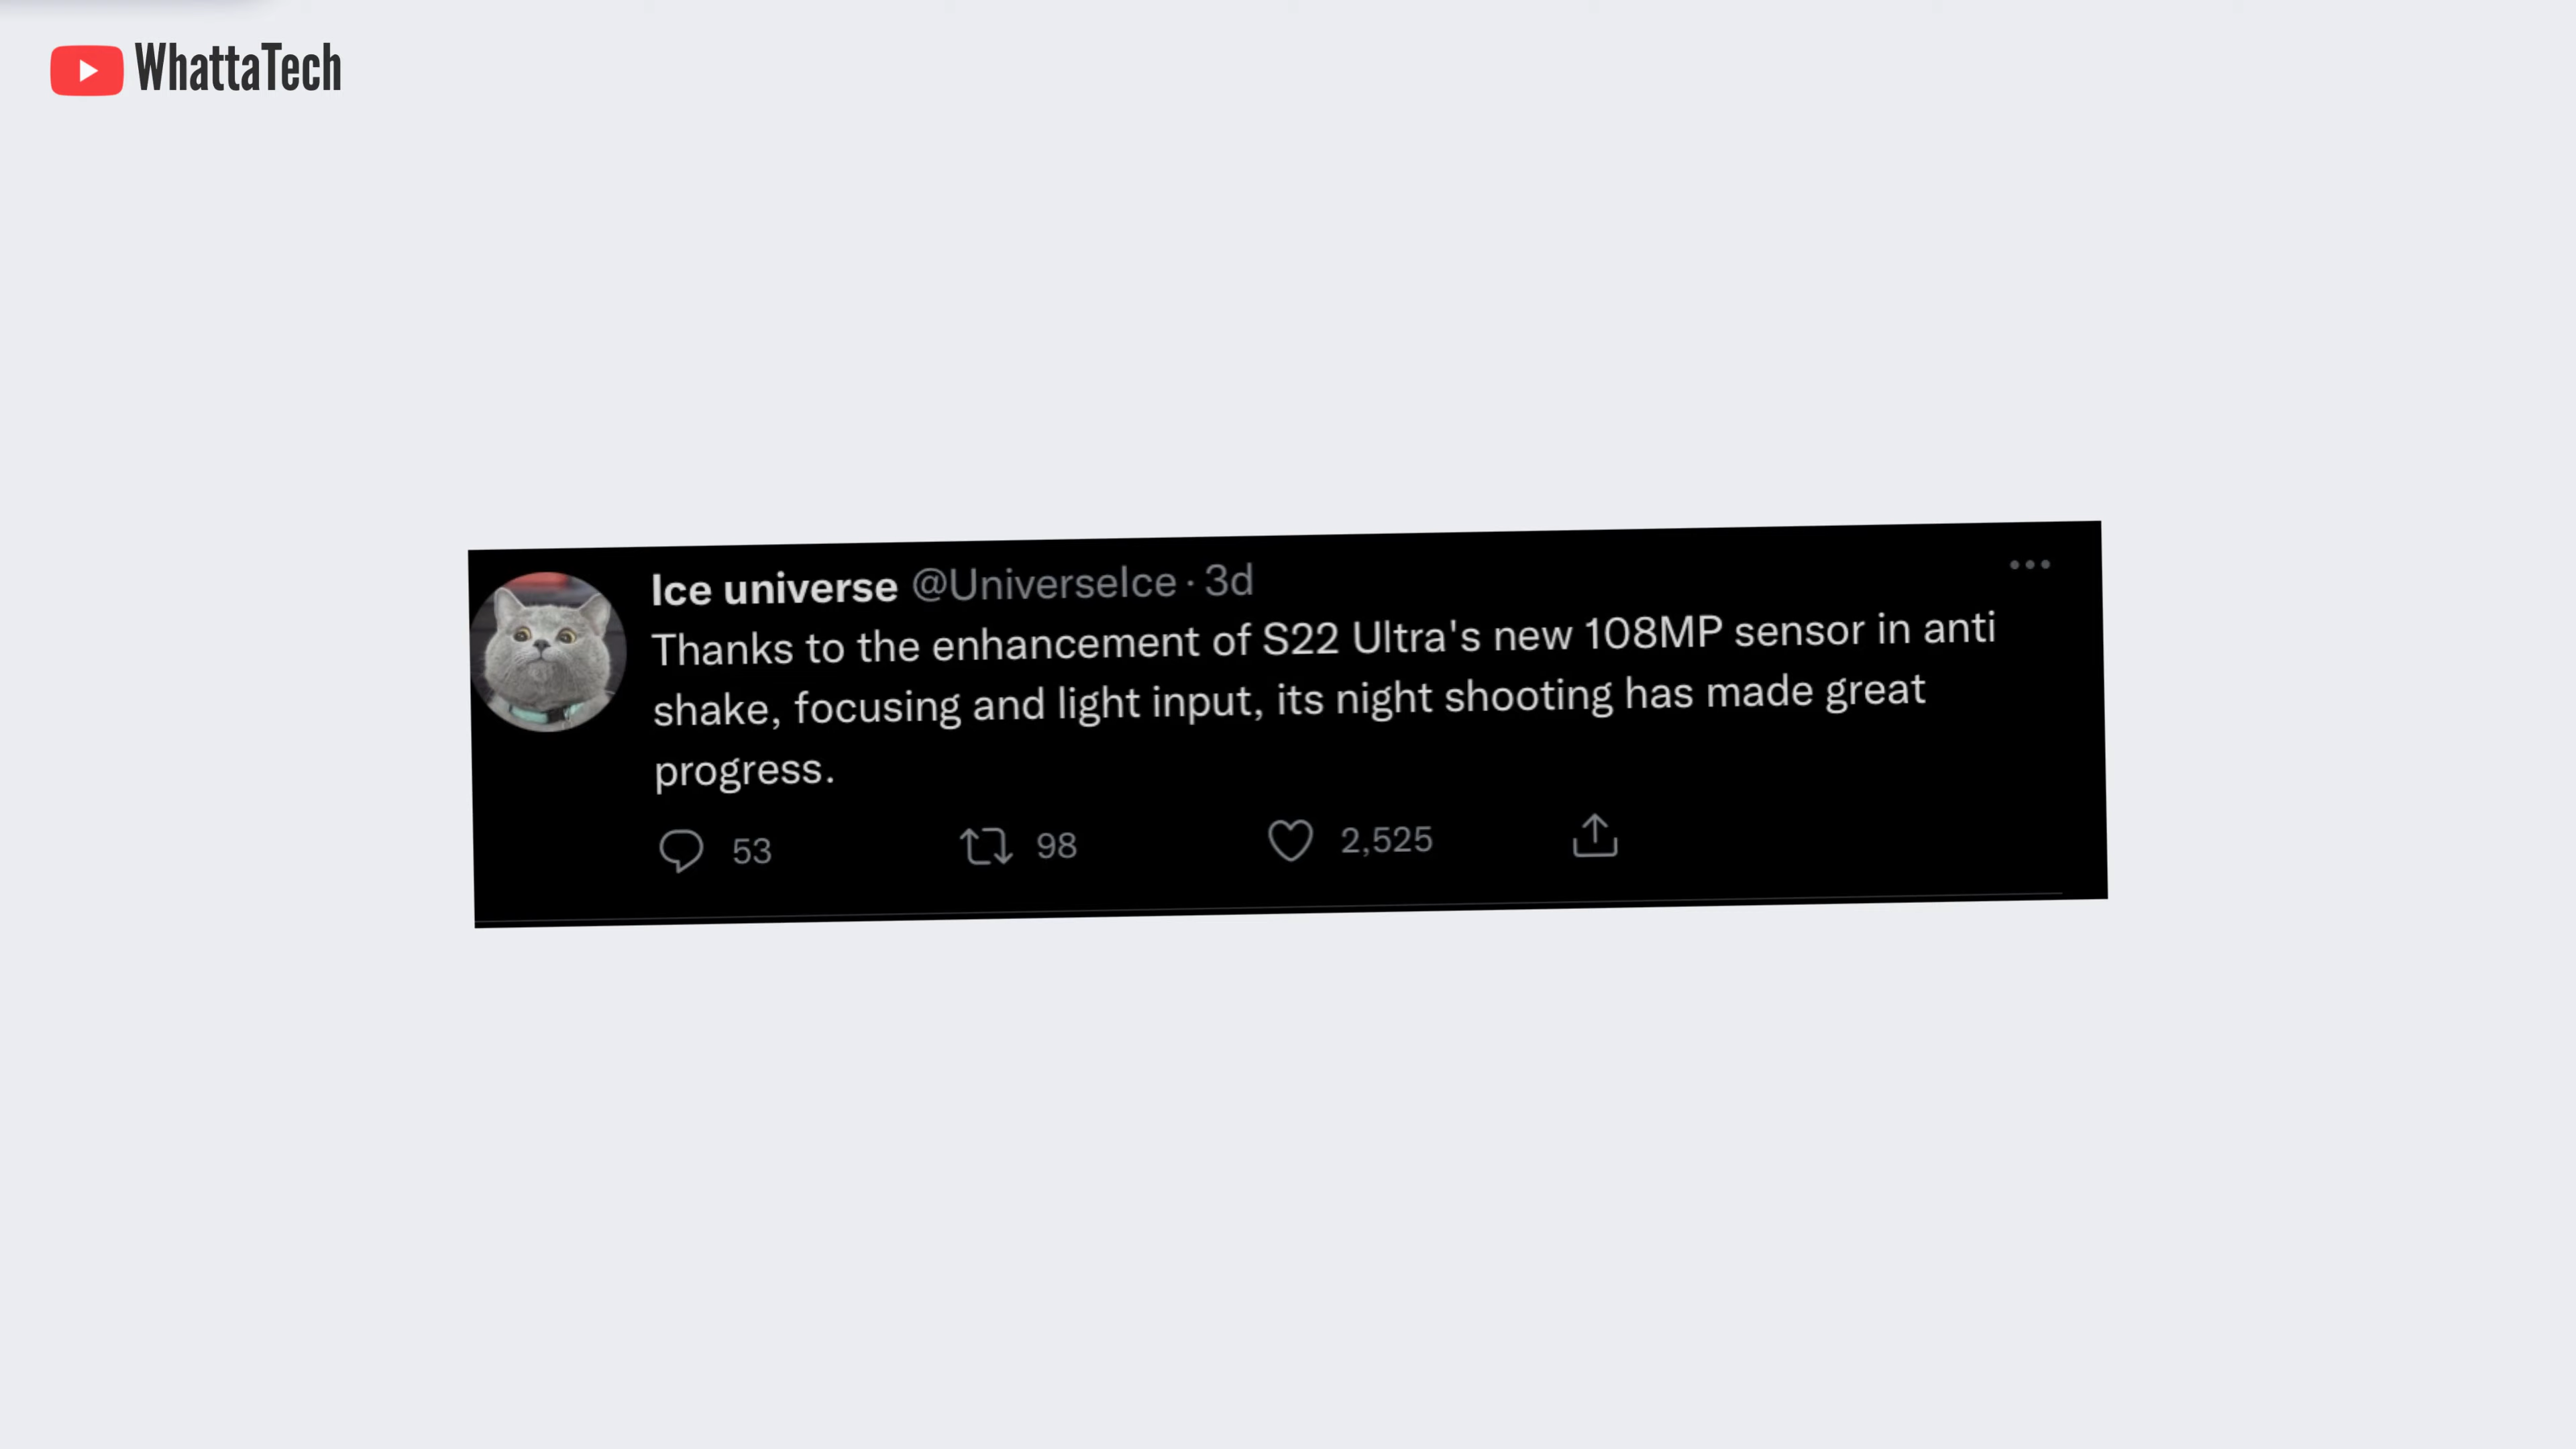 WhattaTech
Ice universe @UniverseIce · 3d
Thanks to the enhancement of S22 Ultra's new 108MP sensor in anti
shake, focusing and light input, its night shooting has made great
progress.
53 98 2,525